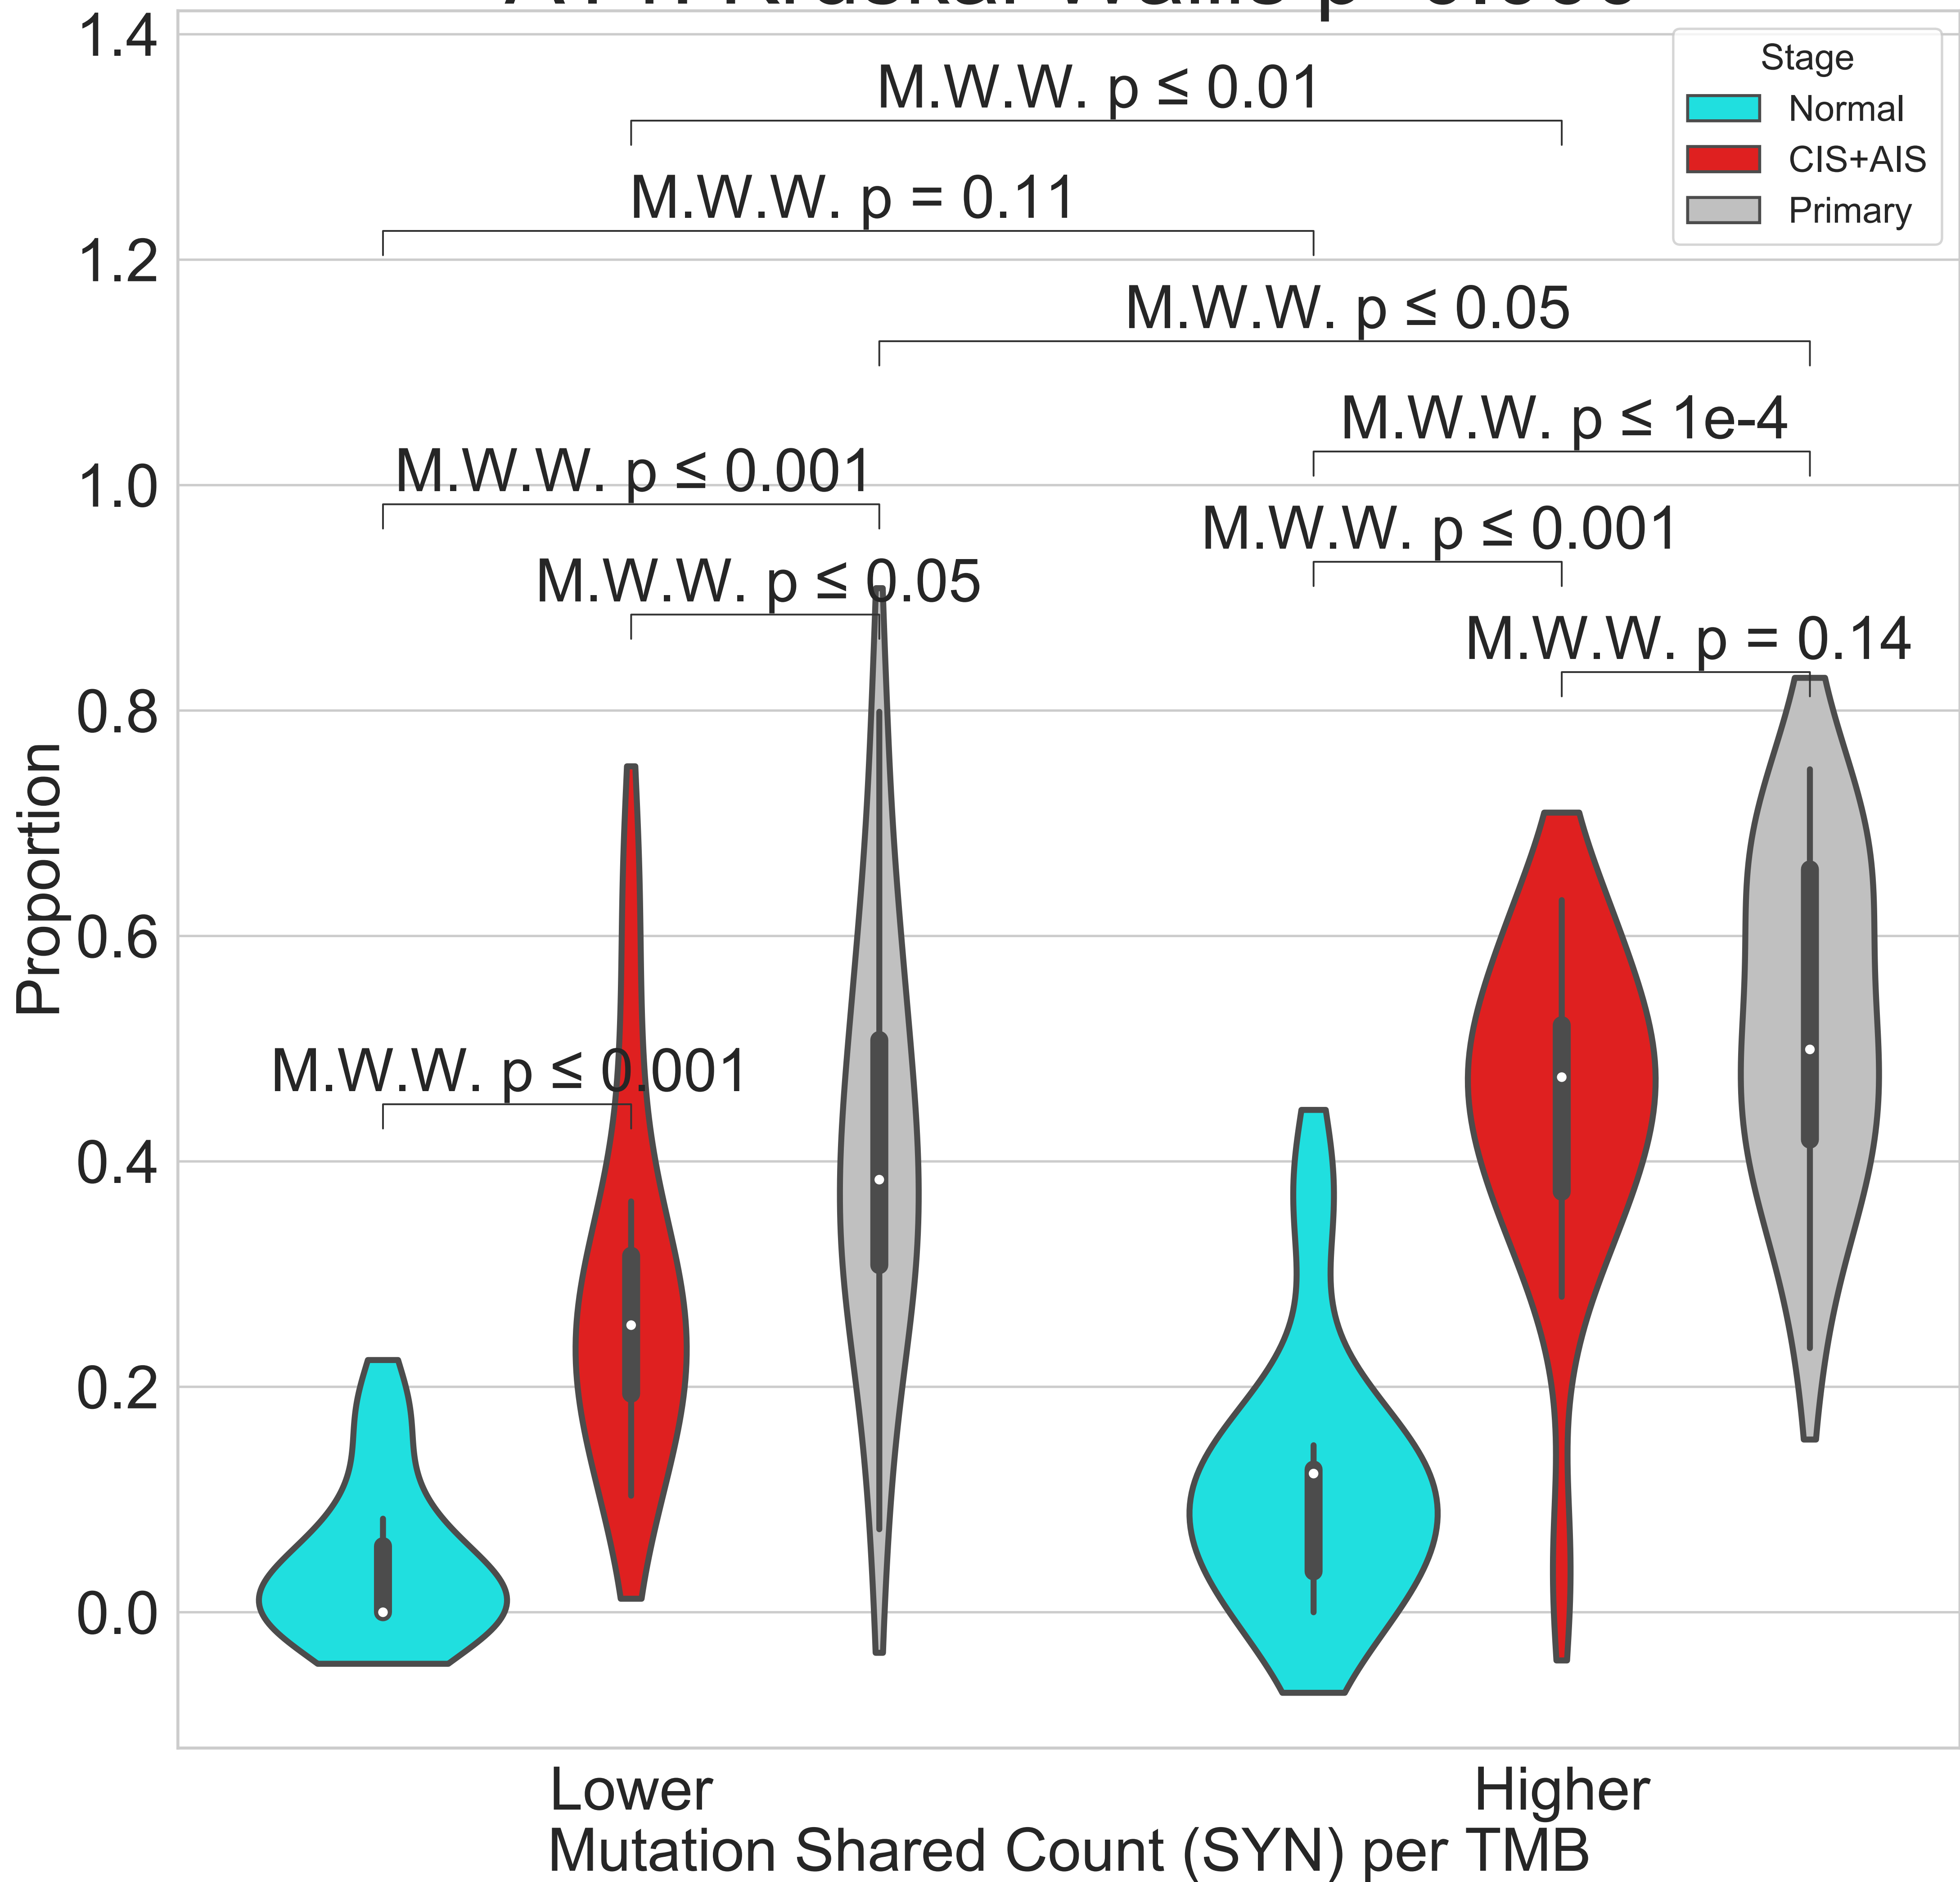 1.4
1.2
1.0
0.8
0.6
0.4
0.2
0.0
Proportion
M.W.W. p ≤ 0.01
M.W.W. p = 0.11
M.W.W. p ≤ 0.05
M.W.W. p ≤ 1e-4
M.W.W. p ≤ 0.001
M.W.W. p ≤ 0.001
M.W.W. p ≤ 0.05
M.W.W. p = 0.14
M.W.W. p ≤ 0.001
Stage
Normal
CIS+AIS
Primary
Lower
Higher
Mutation Shared Count (SYN) per TMB